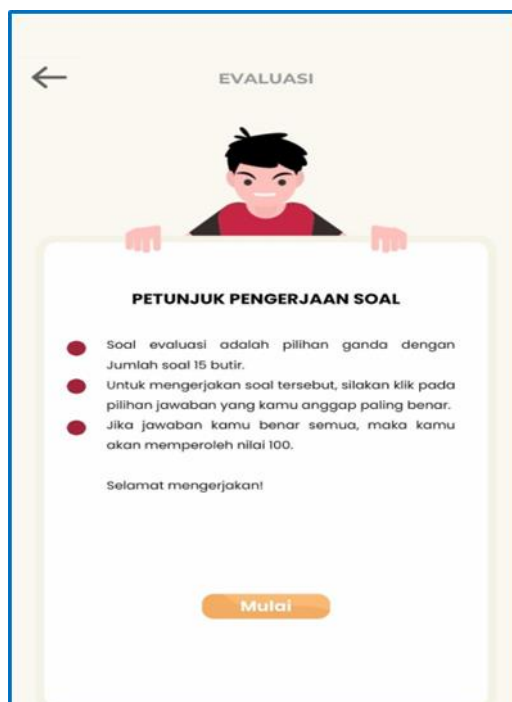 EVALUASI
PETUNJUK PENGERJAAN SOAL
Soal evaluasi adalah pilihan ganda dengan
Jumlah soal 15 butir.
Untuk mengerjakan soal tersebut, silakan klik pada
pilihan jawaban yang kamu anggap paling benar.
Jika jawaban kamu benar semua, maka kamu
akan memperoleh nilai 100.
Selamat mengerjakan!
Mulai